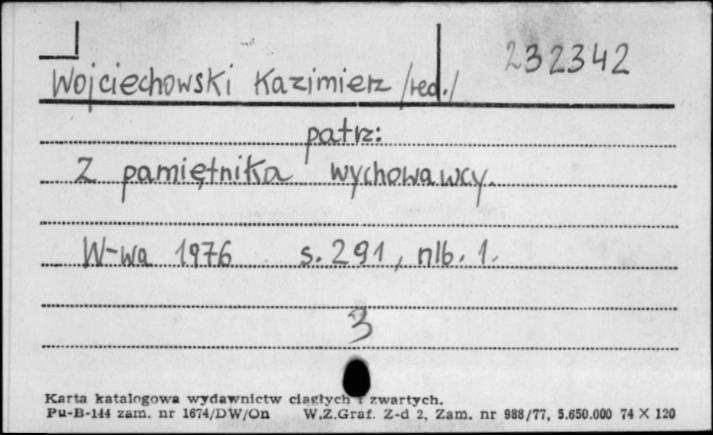 232342
Wojciechowski Kazimierz /red./
patrz:
Z pamiętnika wychowawcy.
W-wa 1976 s. 291, nlb. 1.
3
Karta katalogowa wydawnictw ciągłych i zwartych.
Pu-B-144 zam. nr 1674/DW/On W.Z.Graf. Z-d 2, Zam. nr 988/77, 5.650.000 74 X 120